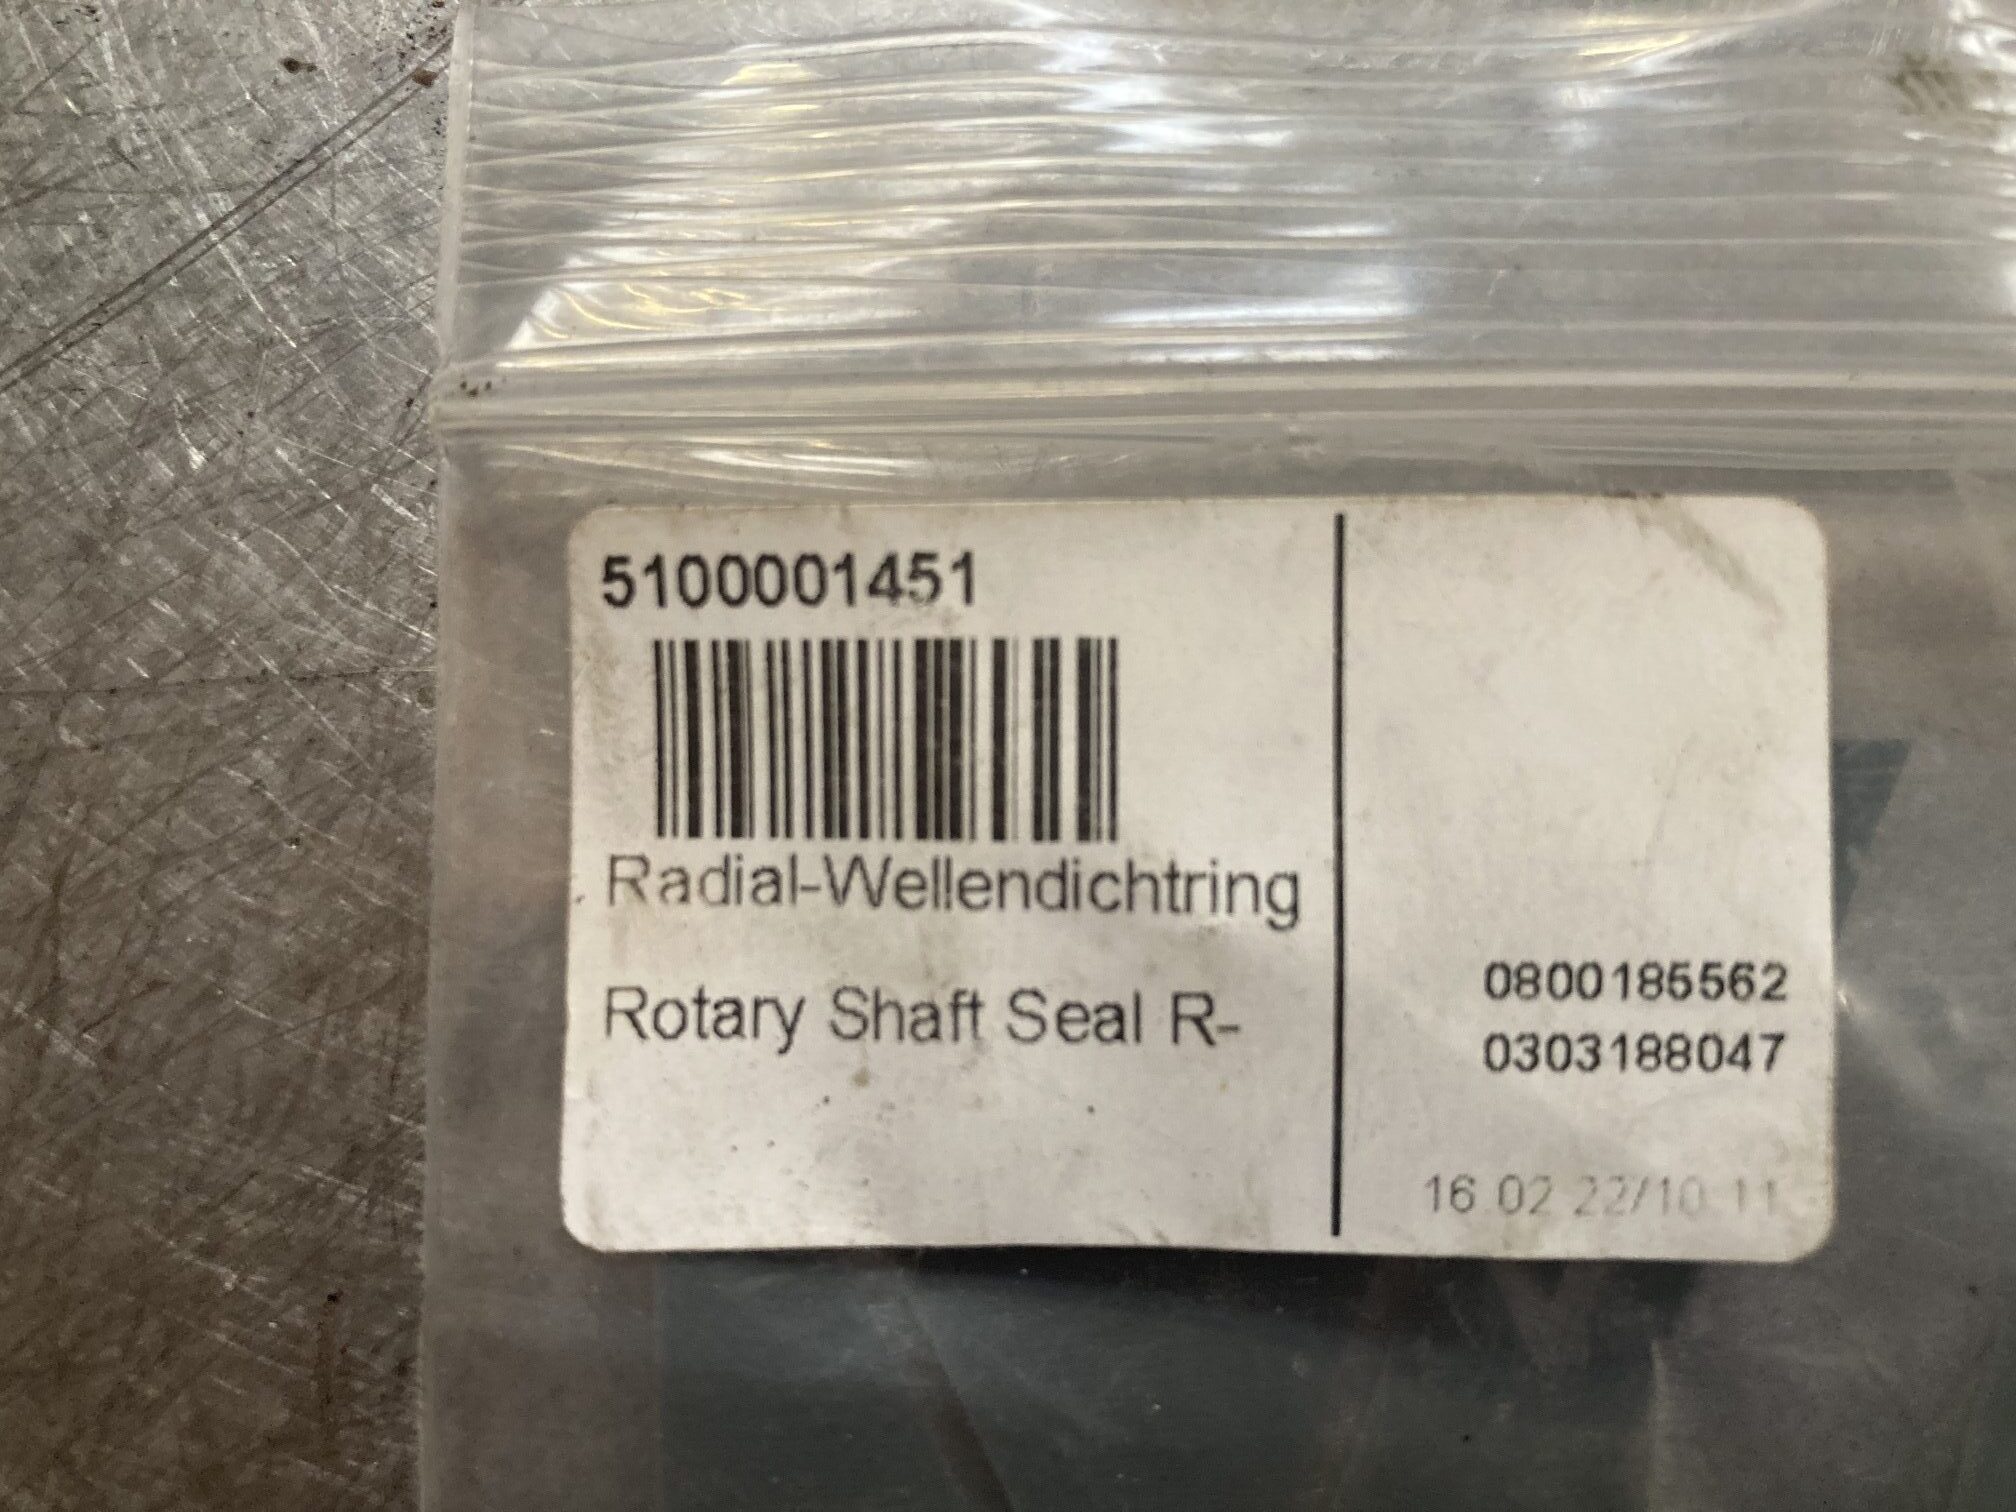 5100001451
Radial-Wellendichtring
Rotary Shaft Seal R-
0800185562
0303188047
16 02 22/10 11